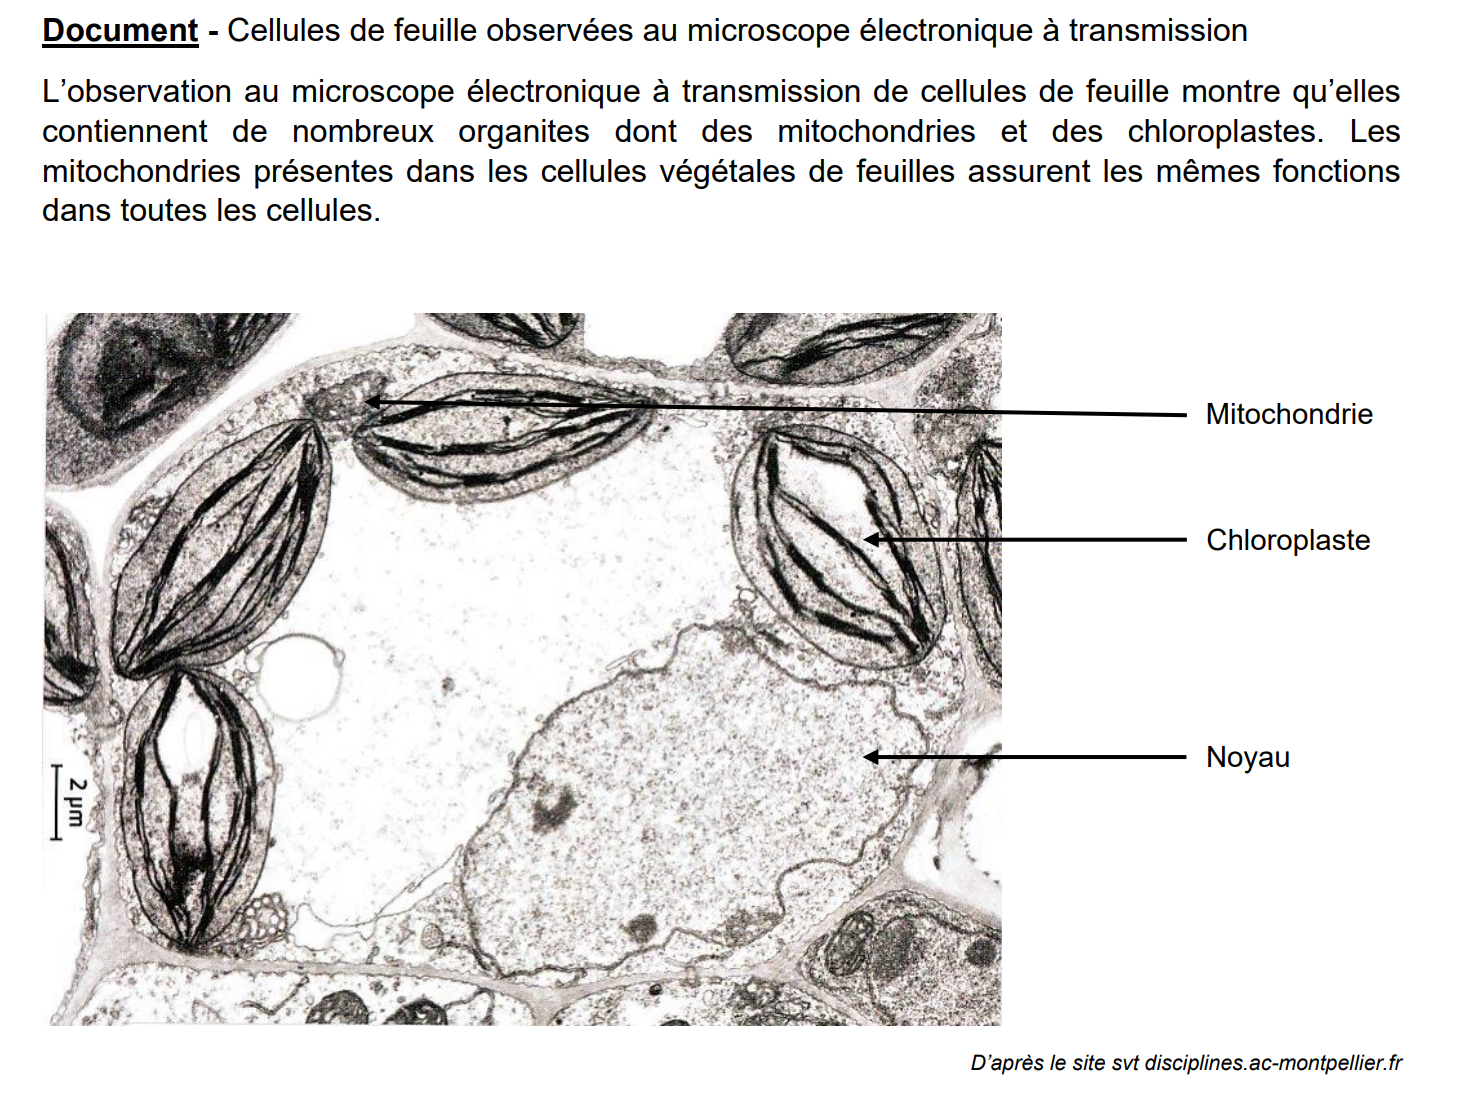 Document - Cellules de feuille observées au microscope électronique à transmission
L’observation au microscope électronique à transmission de cellules de feuille montre qu’elles
contiennent de nombreux organites dont des mitochondries et des chloroplastes. Les
mitochondries présentes dans les cellules végétales de feuilles assurent les mêmes fonctions
dans toutes les cellules.
Mitochondrie
Chloroplaste
Noyau
2 µm
D’après le site svt disciplines.ac-montpellier.fr